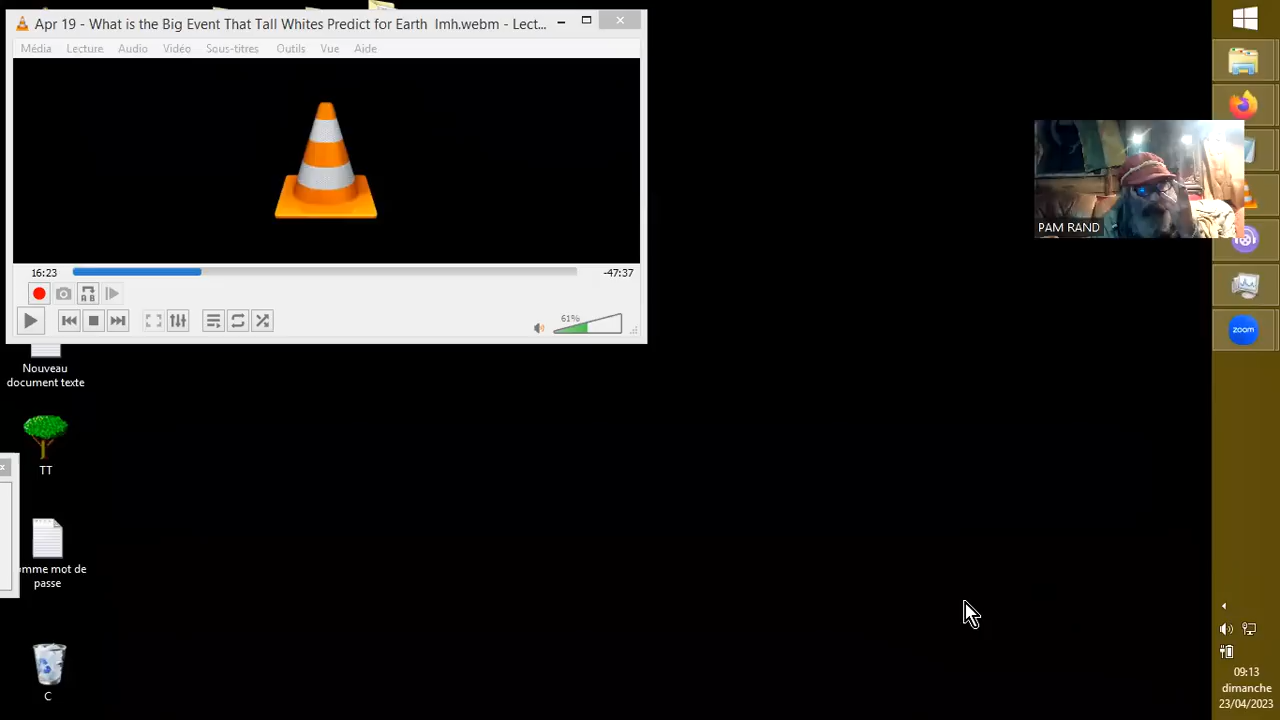 Apr 19 - What is the Big Event That Tall Whites Predict for Earth  Imh.webm - Lect...
Média Lecture Audio Vidéo Sous-titres Outils Vue Aide
16:23 -47:37
61%
PAM RAND
zoom
Nouveau
document texte
TT
omme mot de
passe
C
09:13
dimanche
23/04/2023